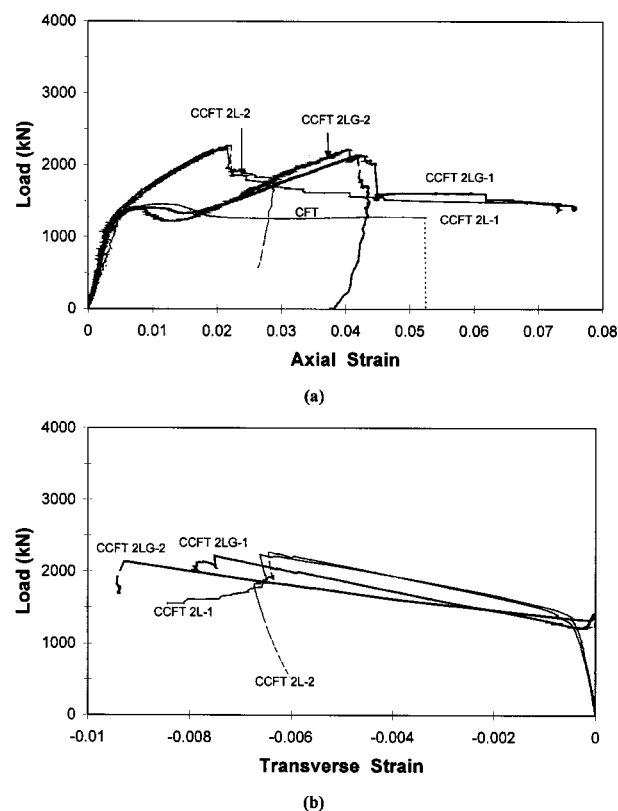 4000
3000
2000
1000
0
Load (kN)
CCFT 2L-2
CCFT 2LG-2
CCFT 2LG-1
CFT
CCFT 2L-1
0 0.01 0.02 0.03 0.04 0.05 0.06 0.07 0.08
Axial Strain
(a)
4000
3000
2000
1000
0
Load (kN)
CCFT 2LG-2
CCFT 2LG-1
CCFT 2L-1
CCFT 2L-2
-0.01 -0.008 -0.006 -0.004 -0.002 0
Transverse Strain
(b)